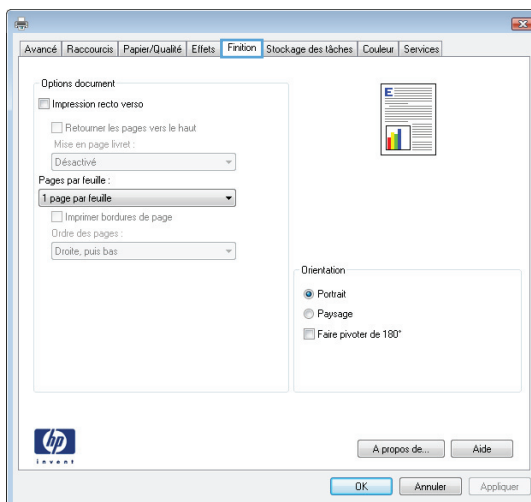 Avancé Raccourcis Papier/Qualité Effets Finition Stockage des tâches Couleur Services
Options document
Impression recto verso
Retourner les pages vers le haut
Mise en page livret :
Désactivé
Pages par feuille :
1 page par feuille
Imprimer bordures de page
Ordre des pages :
Droite, puis bas
E
Orientation
Portrait
Paysage
Faire pivoter de 180°
hp
invent
A propos de... Aide
OK Annuler Appliquer